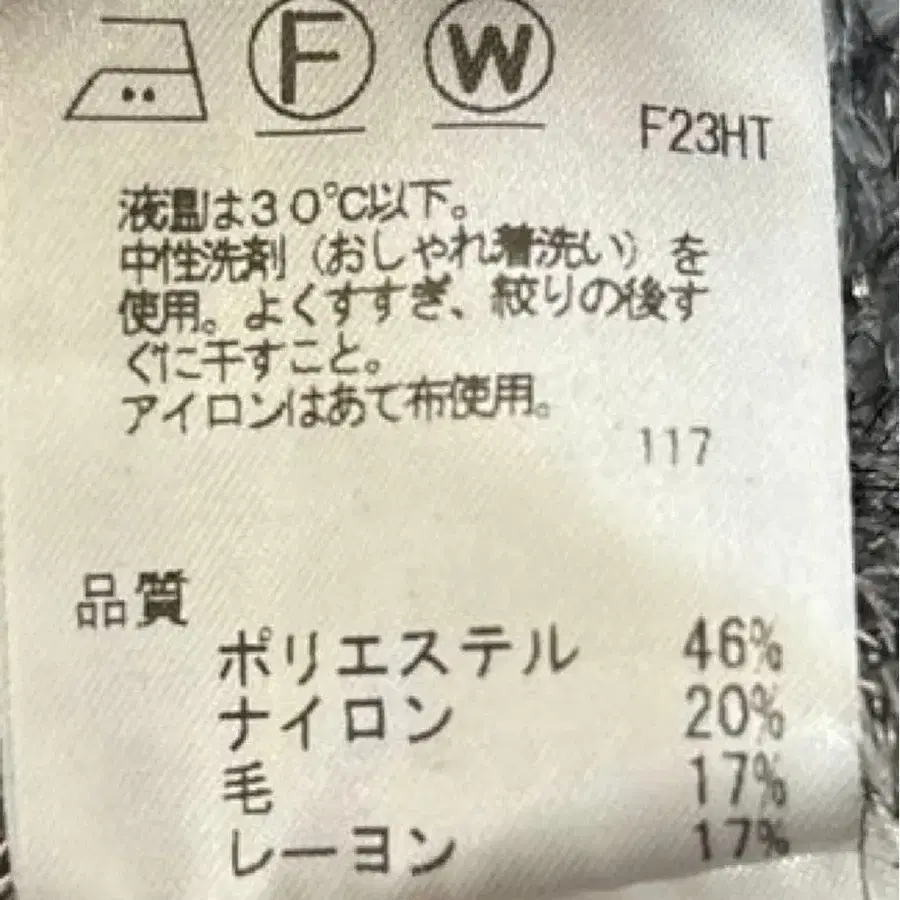 F W
F23HT
液温は30℃以下。
中性洗剤（おしゃれ着洗い）を
使用。よくすすぎ、絞りの後す
ぐに干すこと。
アイロンはあて布使用。
117
品質
ポリエステル 46%
ナイロン 20%
毛 17%
レーヨン 17%